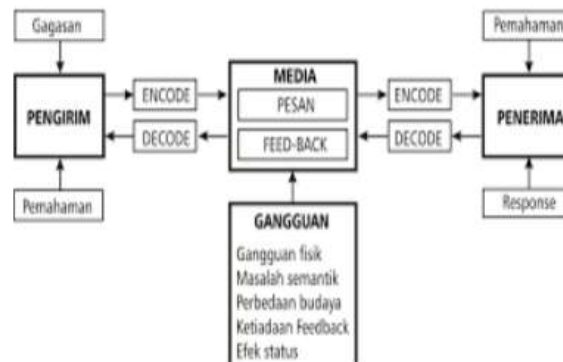 Gagasan
Pemahaman
MEDIA
PENGIRIM
ENCODE
PESAN
ENCODE
PENERIMA
DECODE
FEED-BACK
DECODE
Pemahaman
Response
GANGGUAN
Gangguan fisik
Masalah semantik
Perbedaan budaya
Ketiadaan Feedback
Efek status